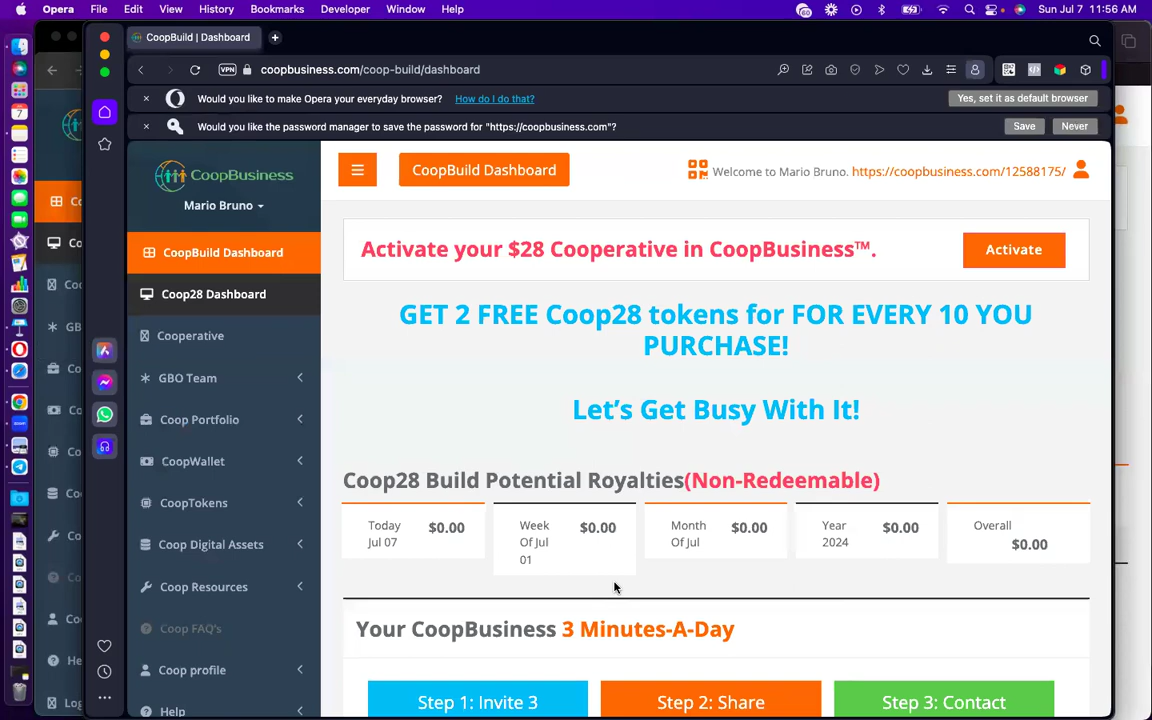 Opera File Edit View History Bookmarks Developer Window Help
60
Sun Jul 7 11:56 AM
CoopBuild | Dashboard
VPN coopbusiness.com/coop-build/dashboard
Would you like to make Opera your everyday browser? How do I do that? Yes, set it as default browser
Would you like the password manager to save the password for "https://coopbusiness.com"? Save Never
CoopBusiness
Mario Bruno
CoopBuild Dashboard
Coop28 Dashboard
Cooperative
GBO Team
Coop Portfolio
CoopWallet
CoopTokens
Coop Digital Assets
Coop Resources
Coop FAQ's
Coop profile
Help
CoopBuild Dashboard
Welcome to Mario Bruno. https://coopbusiness.com/12588175/
Activate your $28 Cooperative in CoopBusiness™.
Activate
GET 2 FREE Coop28 tokens for FOR EVERY 10 YOU
PURCHASE!
Let's Get Busy With It!
Coop28 Build Potential Royalties(Non-Redeemable)
Today $0.00
Jul 07
Week $0.00
Of Jul
01
Month $0.00
Of Jul
Year $0.00
2024
Overall
$0.00
Your CoopBusiness 3 Minutes-A-Day
Step 1: Invite 3
Step 2: Share
Step 3: Contact